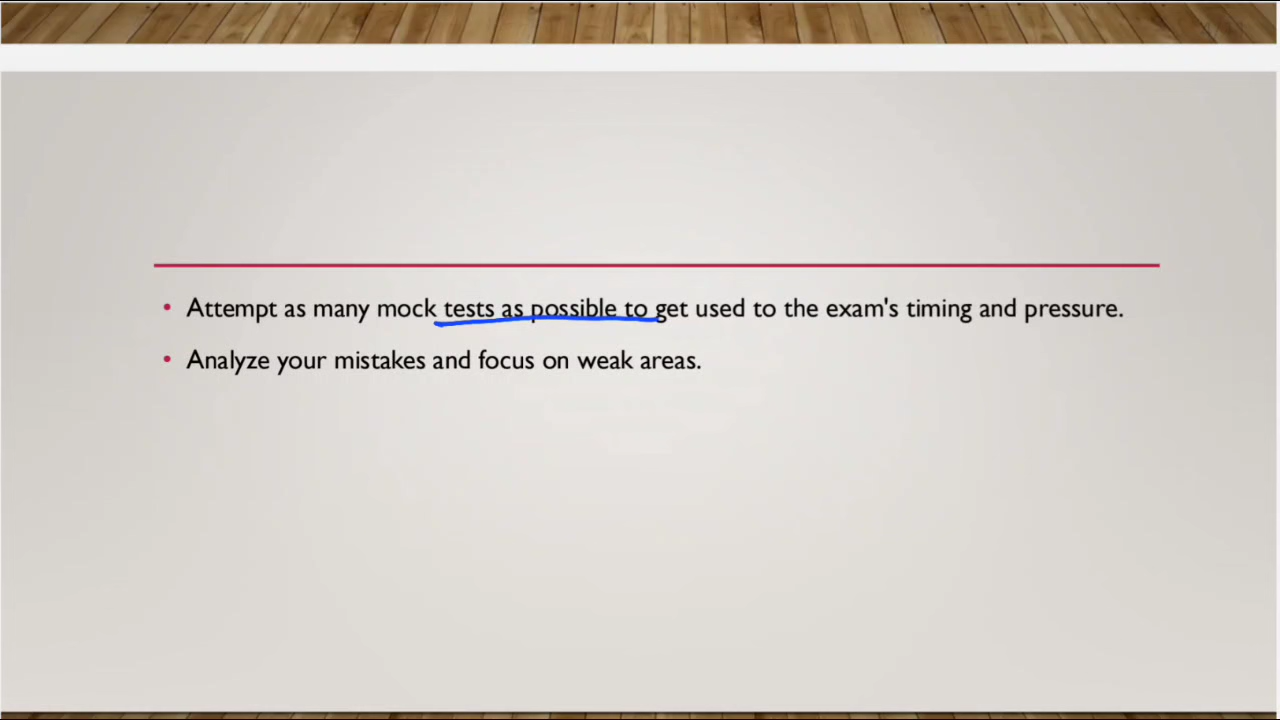 • Attempt as many mock tests as possible to get used to the exam's timing and pressure.
• Analyze your mistakes and focus on weak areas.